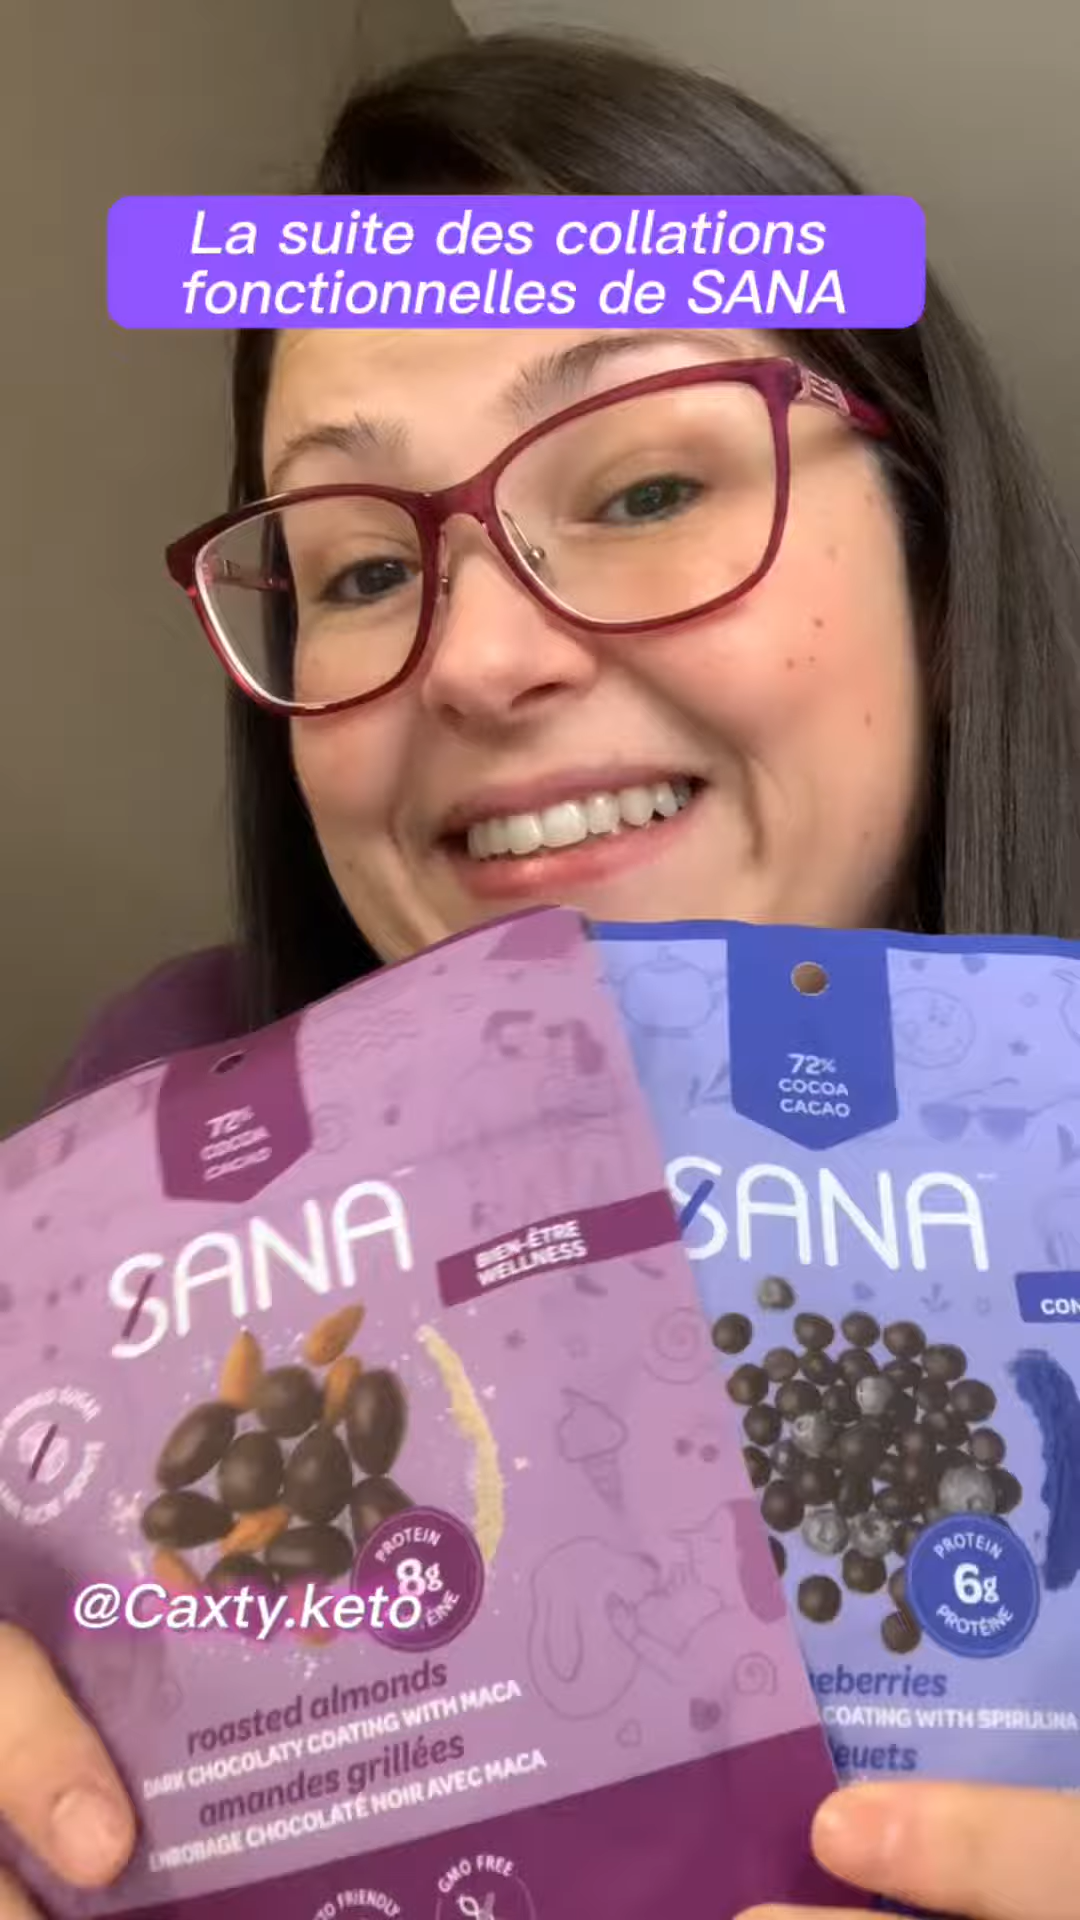 La suite des collations
fonctionnelles de SANA
72%
COCOA
CACAO
SANA
BIEN-ÊTRE
WELLNESS
SUGAR
PROTEIN
8g
@Caxty.keto
roasted almonds
DARK CHOCOLATY COATING WITH MACA
amandes grillées
ENROBAGE CHOCOLATÉ NOIR AVEC MACA
FRIENDLY
GMO FREE
72%
COCOA
CACAO
SANA
PROTEIN
6g
PROTÉINE
COATING WITH SPIRULINA